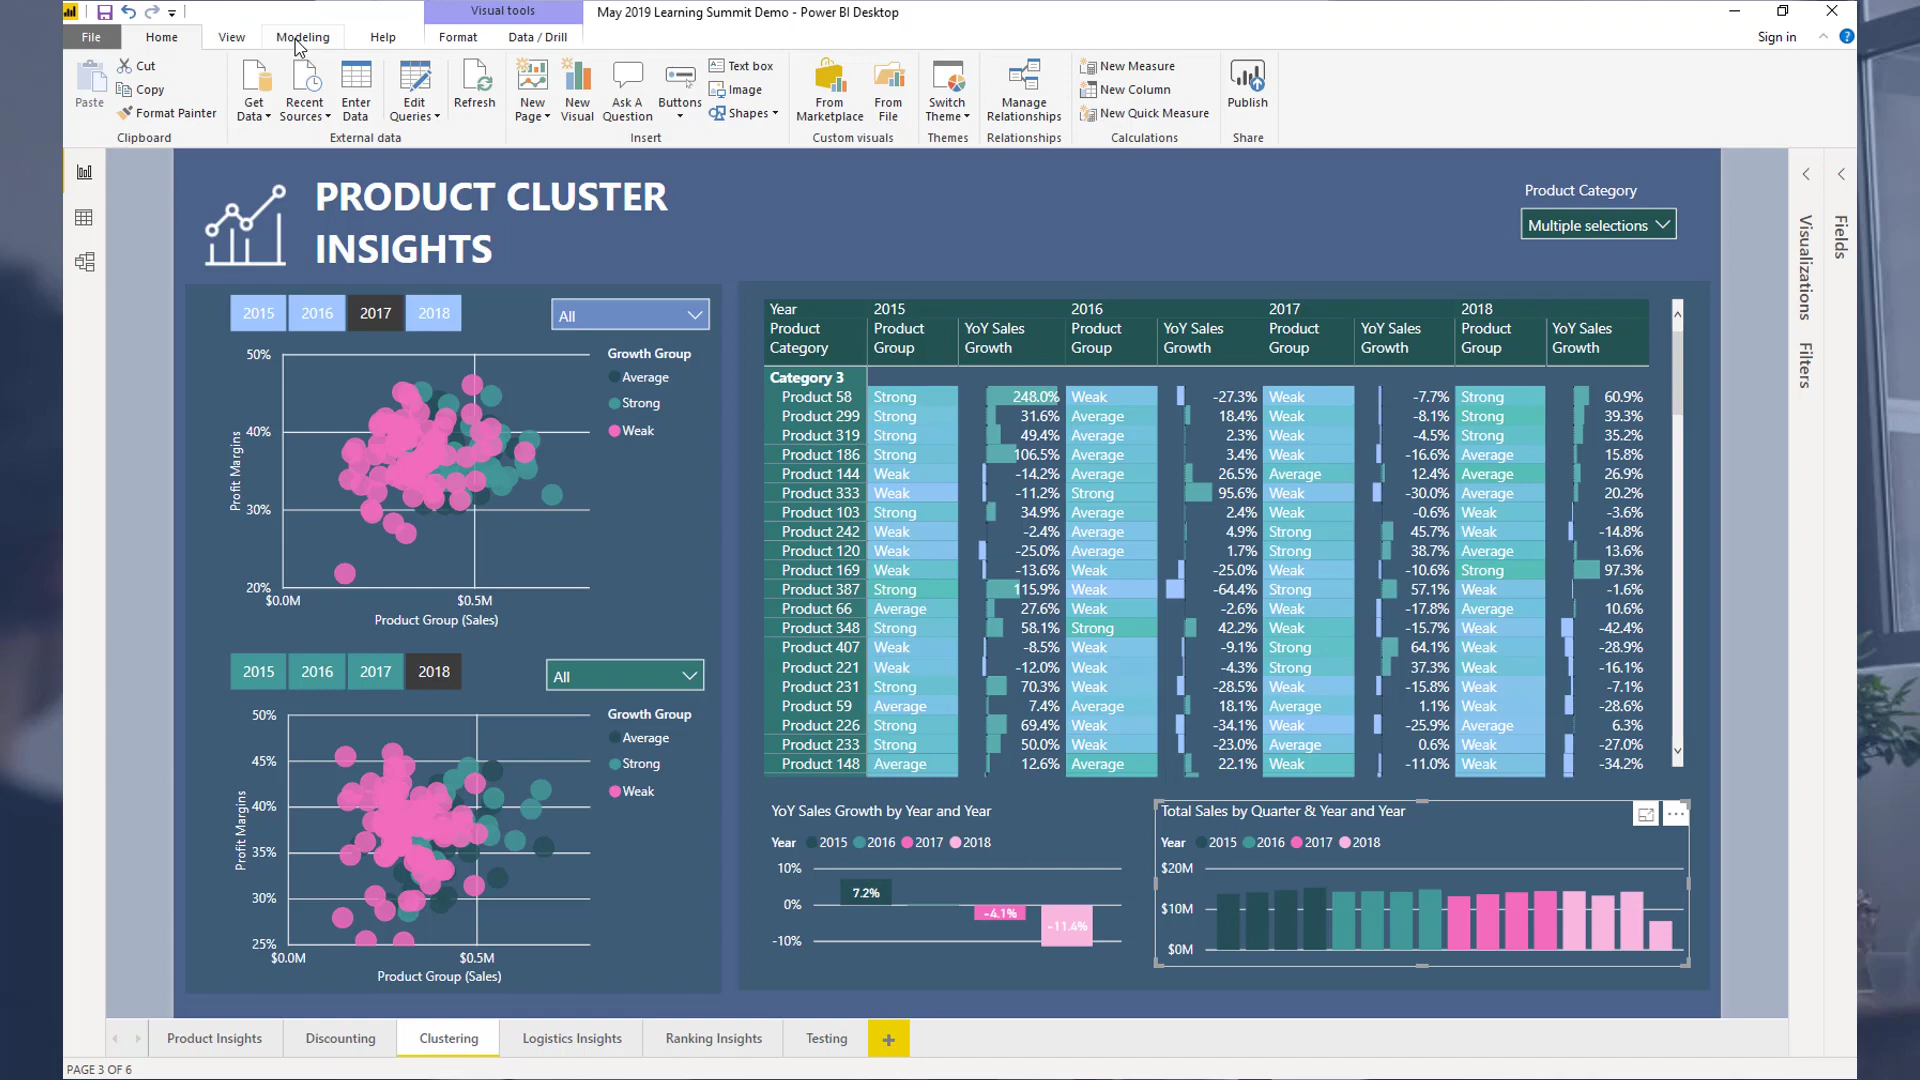 Visual tools
May 2019 Learning Summit Demo - Power BI Desktop
File Home View Modeling Help Format Data / Drill Sign in
Paste
Cut
Copy
Format Painter
Clipboard
Get Data
Recent Sources
Enter Data
Edit Queries
Refresh
External data
New Page
New Visual
Ask A Question
Buttons
Text box
Image
Shapes
Insert
From Marketplace
From File
Custom visuals
Switch Theme
Themes
Manage Relationships
Relationships
New Measure
New Column
New Quick Measure
Calculations
Publish
Share
PRODUCT CLUSTER
INSIGHTS
Product Category
Multiple selections
Visualizations
Filters
Fields
2015 2016 2017 2018
All
50%
40%
30%
20%
Profit Margins
$0.0M $0.5M
Product Group (Sales)
Growth Group
Average
Strong
Weak
2015 2016 2017 2018
All
50%
45%
40%
35%
30%
25%
Profit Margins
$0.0M $0.5M
Product Group (Sales)
Growth Group
Average
Strong
Weak
Year 2015 2016 2017 2018
Product Product YoY Sales Product YoY Sales Product YoY Sales Product YoY Sales
Category Group Growth Group Growth Group Growth Group Growth
Category 3
Product 58 Strong 248.0% Weak -27.3% Weak -7.7% Strong 60.9%
Product 299 Strong 31.6% Average 18.4% Weak -8.1% Strong 39.3%
Product 319 Strong 49.4% Average 2.3% Weak -4.5% Strong 35.2%
Product 186 Strong 106.5% Weak 3.4% Weak -16.6% Average 15.8%
Product 144 Weak -14.2% Average 26.5% Average 12.4% Average 26.9%
Product 333 Weak -11.2% Strong 95.6% Weak -30.0% Average 20.2%
Product 103 Strong 34.9% Average 2.4% Weak -0.6% Weak -3.6%
Product 242 Weak -2.4% Average 4.9% Strong 45.7% Weak -14.8%
Product 120 Weak -25.0% Average 1.7% Strong 38.7% Average 13.6%
Product 169 Weak -13.6% Weak -25.0% Weak -10.6% Strong 97.3%
Product 387 Strong 115.9% Weak -64.4% Strong 57.1% Weak -1.6%
Product 66 Average 27.6% Weak -2.6% Weak -17.8% Average 10.6%
Product 348 Strong 58.1% Strong 42.2% Weak -15.7% Weak -42.4%
Product 407 Weak -8.5% Weak -9.1% Strong 64.1% Weak -28.9%
Product 221 Weak -12.0% Weak -4.3% Strong 37.3% Weak -16.1%
Product 231 Strong 70.3% Weak -28.5% Weak -15.8% Weak -7.1%
Product 59 Average 7.4% Average 18.1% Average 1.1% Weak -28.6%
Product 226 Strong 69.4% Weak -34.1% Weak -25.9% Average 6.3%
Product 233 Strong 50.0% Weak -23.0% Average 0.6% Weak -27.0%
Product 148 Average 12.6% Average 22.1% Weak -11.0% Weak -34.2%
YoY Sales Growth by Year and Year
Year 2015 2016 2017 2018
10%
0%
-10%
7.2%
-4.1%
-11.4%
Total Sales by Quarter & Year and Year
Year 2015 2016 2017 2018
$20M
$10M
$0M
Product Insights Discounting Clustering Logistics Insights Ranking Insights Testing
PAGE 3 OF 6